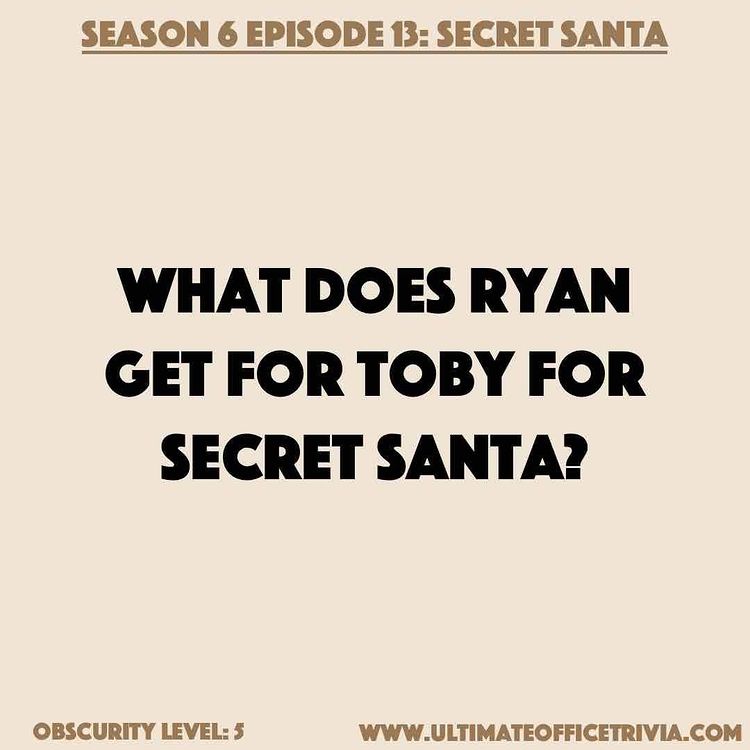 SEASON 6 EPISODE 13: SECRET SANTA
WHAT DOES RYAN
GET FOR TOBY FOR
SECRET SANTA?
OBSCURITY LEVEL: 5
WWW.ULTIMATEOFFICETRIVIA.COM